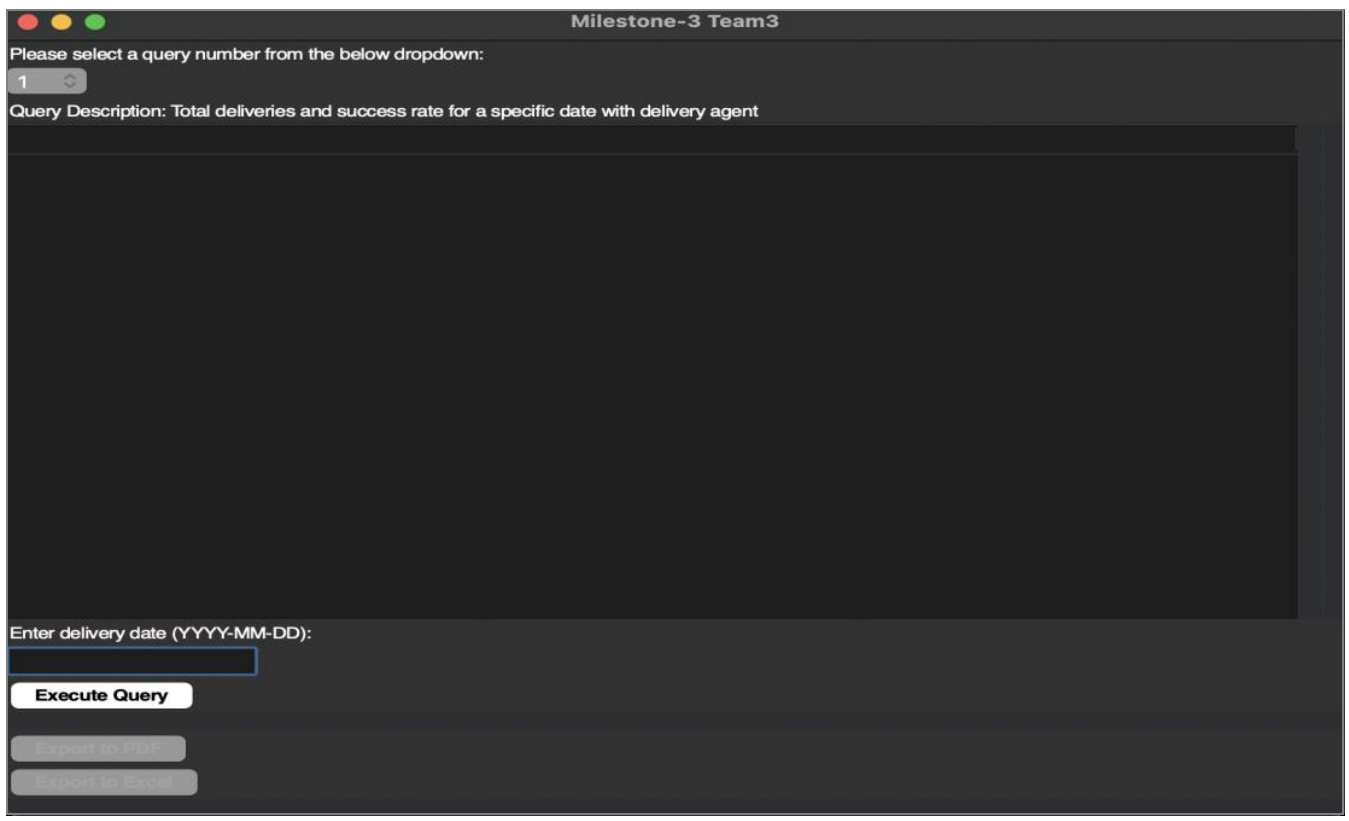 Milestone-3 Team3
Please select a query number from the below dropdown:
1
Query Description: Total deliveries and success rate for a specific date with delivery agent
Enter delivery date (YYYY-MM-DD):
Execute Query
Export to PDF
Export to Excel